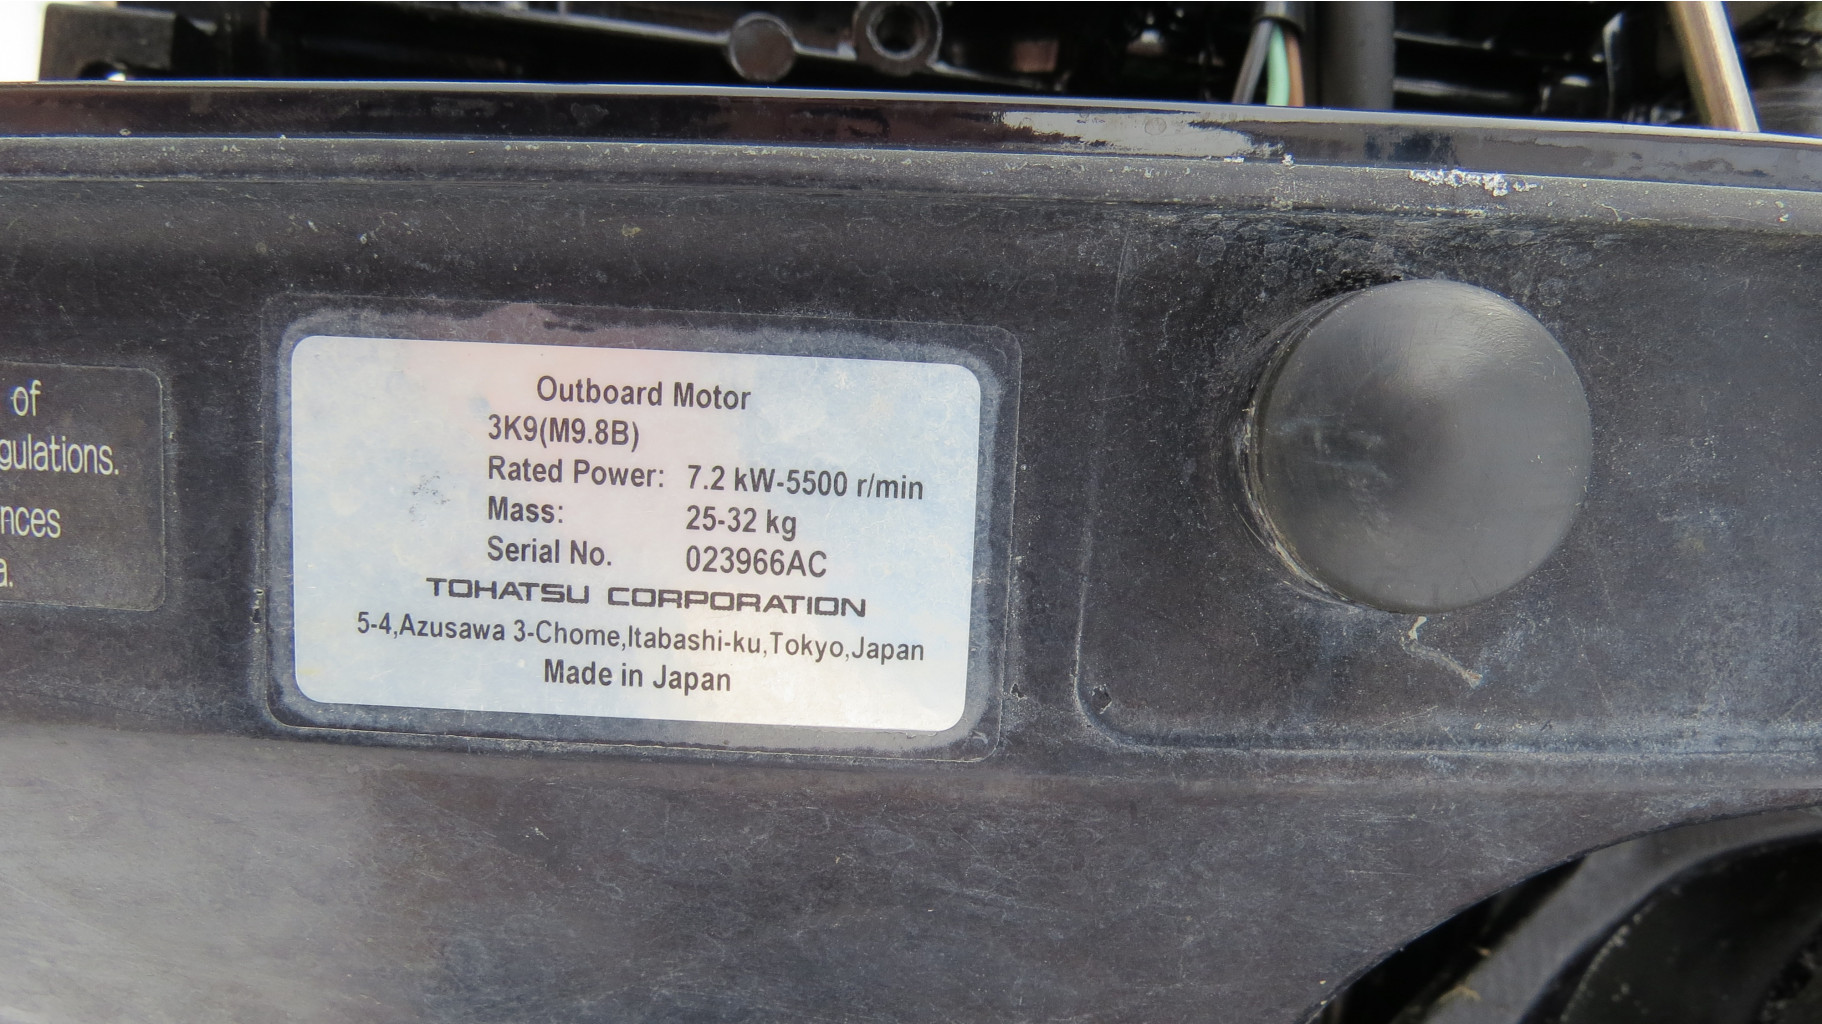 of
gulations.
nces
a.
Outboard Motor
3K9(M9.8B)
Rated Power: 7.2 kW-5500 r/min
Mass: 25-32 kg
Serial No. 023966AC
TOHATSU CORPORATION
5-4,Azusawa 3-Chome,Itabashi-ku,Tokyo,Japan
Made in Japan